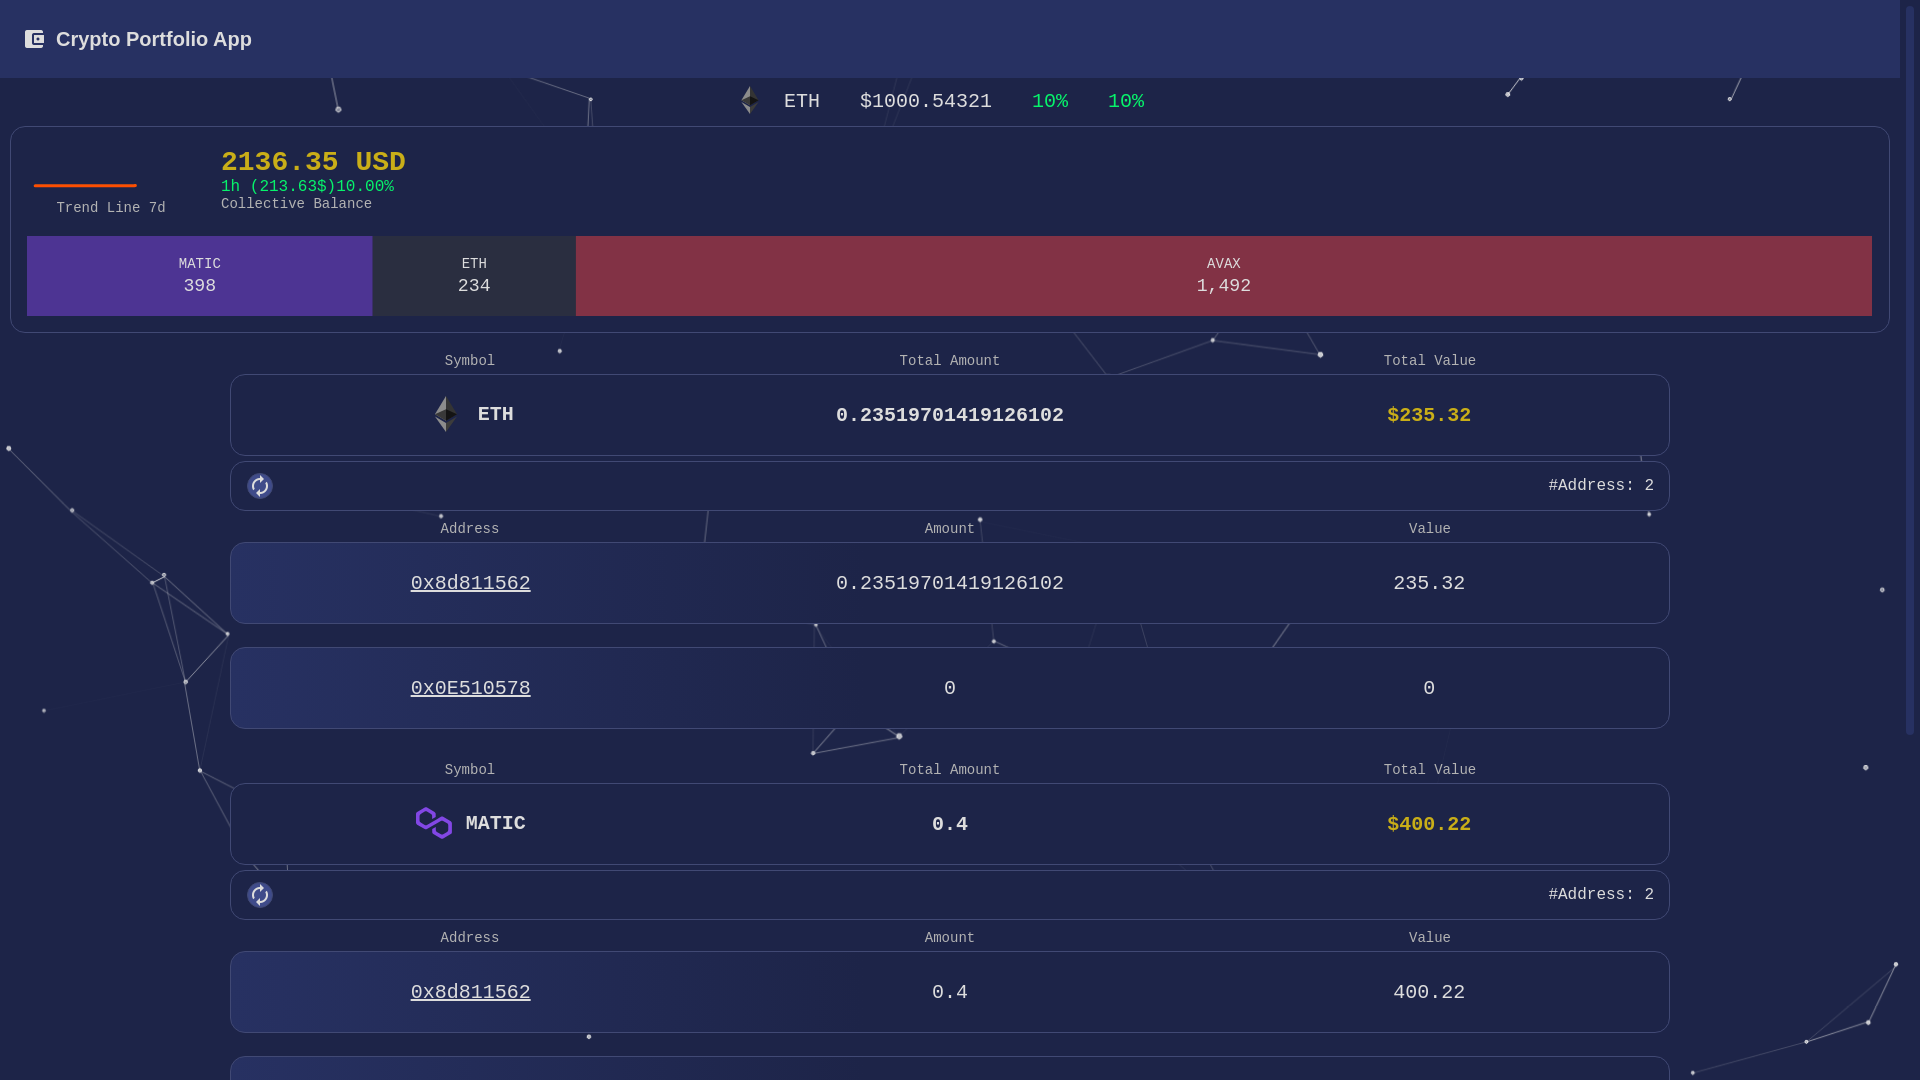 Crypto Portfolio App
ETH $1000.54321 10% 10%
2136.35 USD
1h (213.63$)10.00%
Collective Balance
Trend Line 7d
MATIC
398
ETH
234
AVAX
1,492
Symbol Total Amount Total Value
ETH 0.23519701419126102 $235.32
#Address: 2
Address Amount Value
0x8d811562 0.23519701419126102 235.32
0x0E510578 0 0
Symbol Total Amount Total Value
MATIC 0.4 $400.22
#Address: 2
Address Amount Value
0x8d811562 0.4 400.22